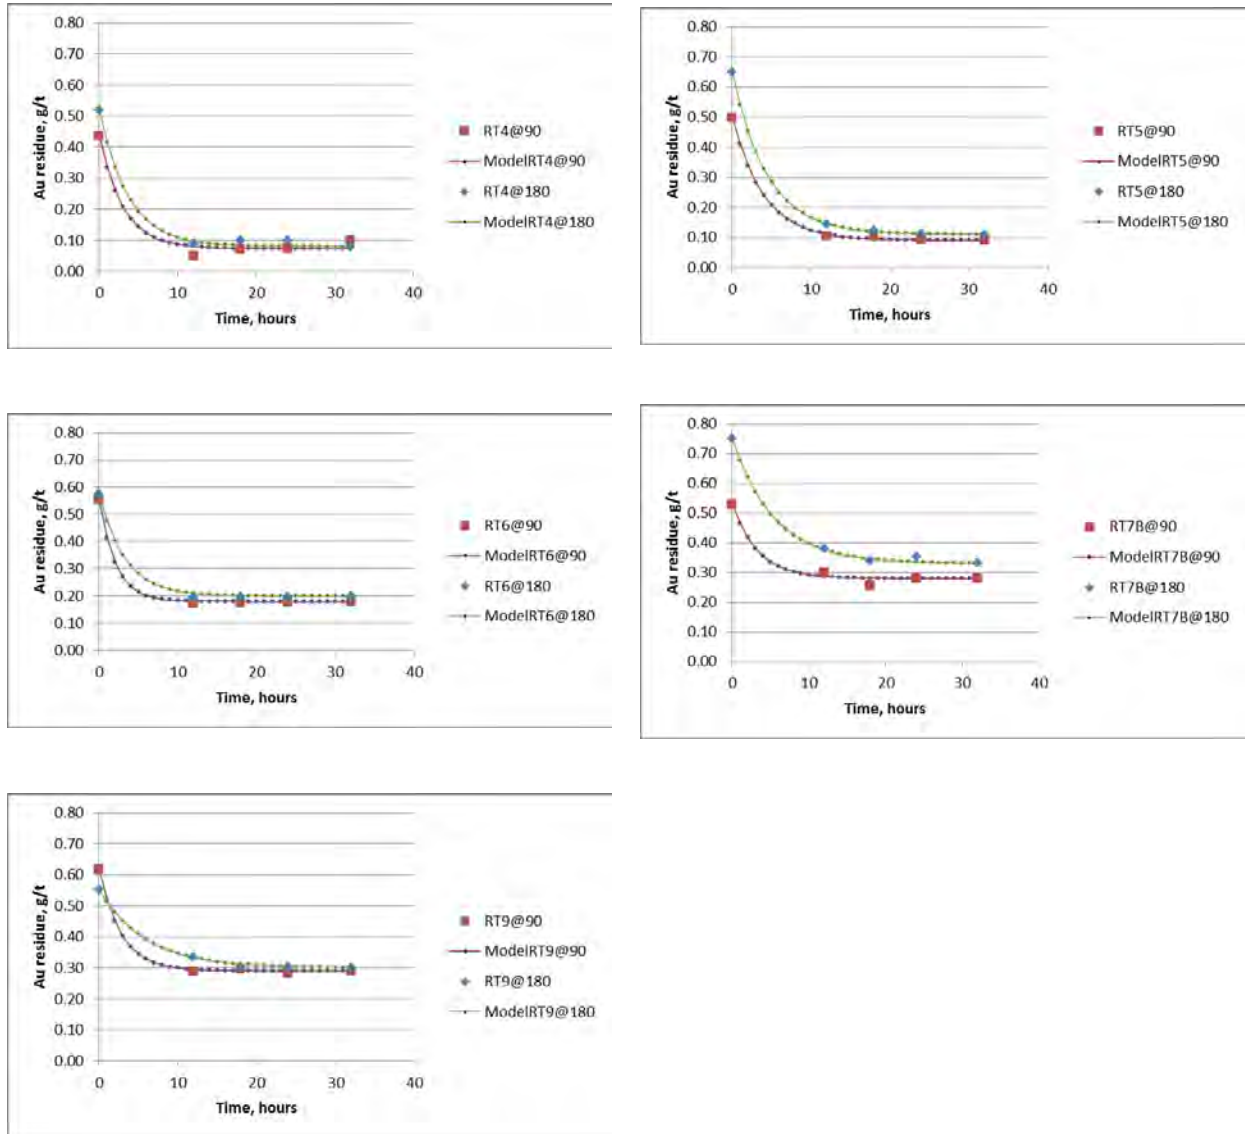 0.80
0.70
0.60
0.50
0.40
0.30
0.20
0.10
0.00
Au residue, g/t
0 10 20 30 40
Time, hours
RT4@90
ModelRT4@90
RT4@180
ModelRT4@180
0.80
0.70
0.60
0.50
0.40
0.30
0.20
0.10
0.00
Au residue, g/t
0 10 20 30 40
Time, hours
RT5@90
ModelRT5@90
RT5@180
ModelRT5@180
0.80
0.70
0.60
0.50
0.40
0.30
0.20
0.10
0.00
Au residue, g/t
0 10 20 30 40
Time, hours
RT6@90
ModelRT6@90
RT6@180
ModelRT6@180
0.80
0.70
0.60
0.50
0.40
0.30
0.20
0.10
0.00
Au residue, g/t
0 10 20 30 40
Time, hours
RT7B@90
ModelRT7B@90
RT7B@180
ModelRT7B@180
0.80
0.70
0.60
0.50
0.40
0.30
0.20
0.10
0.00
Au residue, g/t
0 10 20 30 40
Time, hours
RT9@90
ModelRT9@90
RT9@180
ModelRT9@180